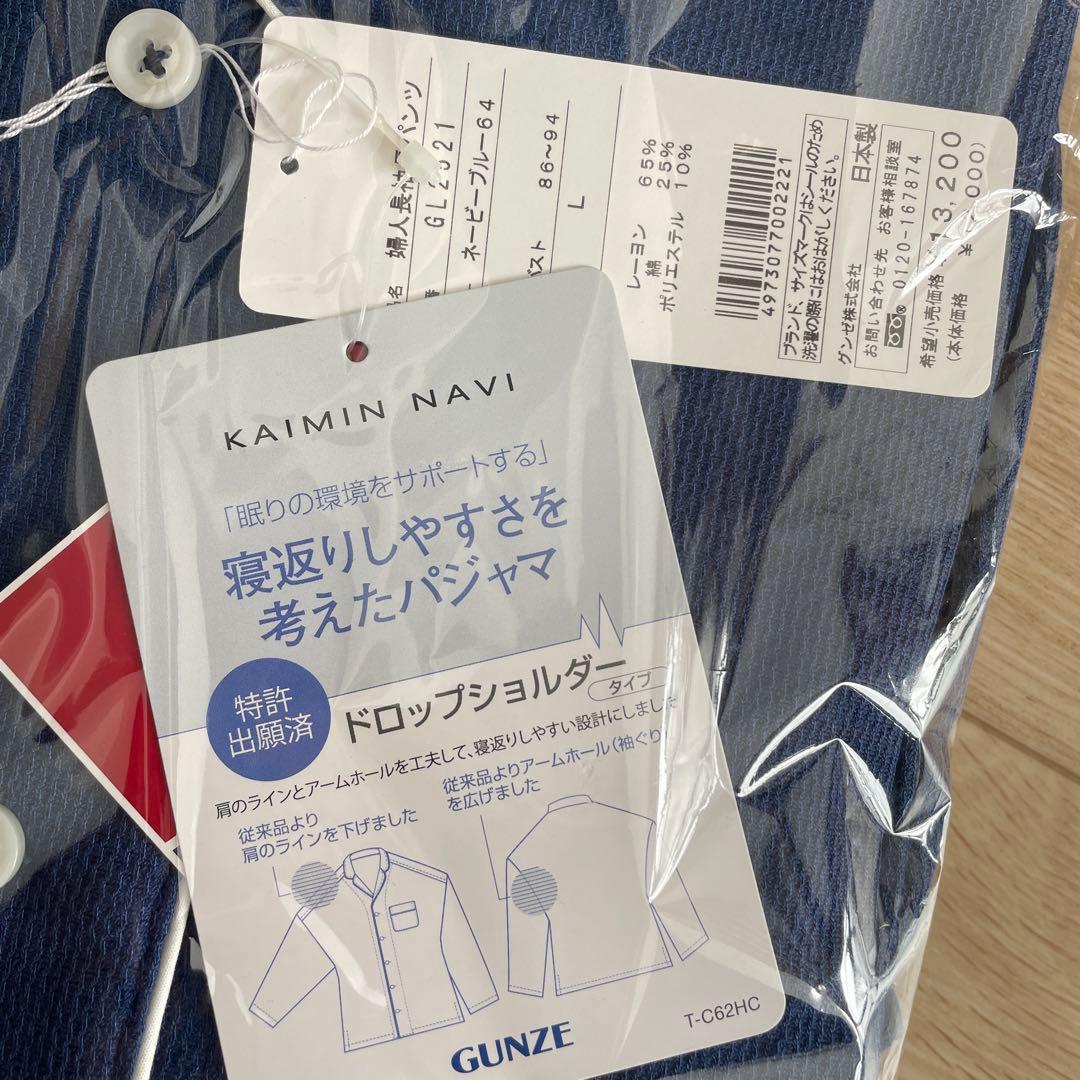 パンツ
GL2
ネービーブルー64
バスト 86~94
L
レーヨン 65%
綿 25%
ポリエステル 10%
4973077002221
ブランド、サイズマークはシールのため
洗濯の際にはおはがしください。
グンゼ株式会社 日本製
お問い合わせ先 お客様相談室
0120-167874
希望小売価格 ¥13,200
(本体価格
KAIMIN NAVI
「眠りの環境をサポートする」
寝返りしやすさを
考えたパジャマ
特許
出願済
ドロップショルダー
タイプ
肩のラインとアームホールを工夫して、寝返りしやすい設計にしました
従来品より
肩のラインを下げました
従来品よりアームホール(袖ぐり)
を広げました
GUNZE
T-C62HC